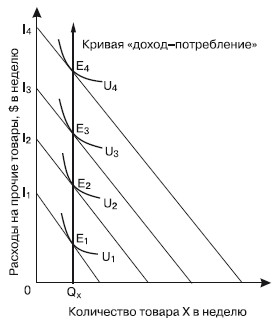 I4
Кривая «доход–потребление»
E4
U4
I3
E3
U3
I2
E2
U2
I1
E1
U1
Расходы на прочие товары, $ в неделю
0
Qx
Количество товара X в неделю